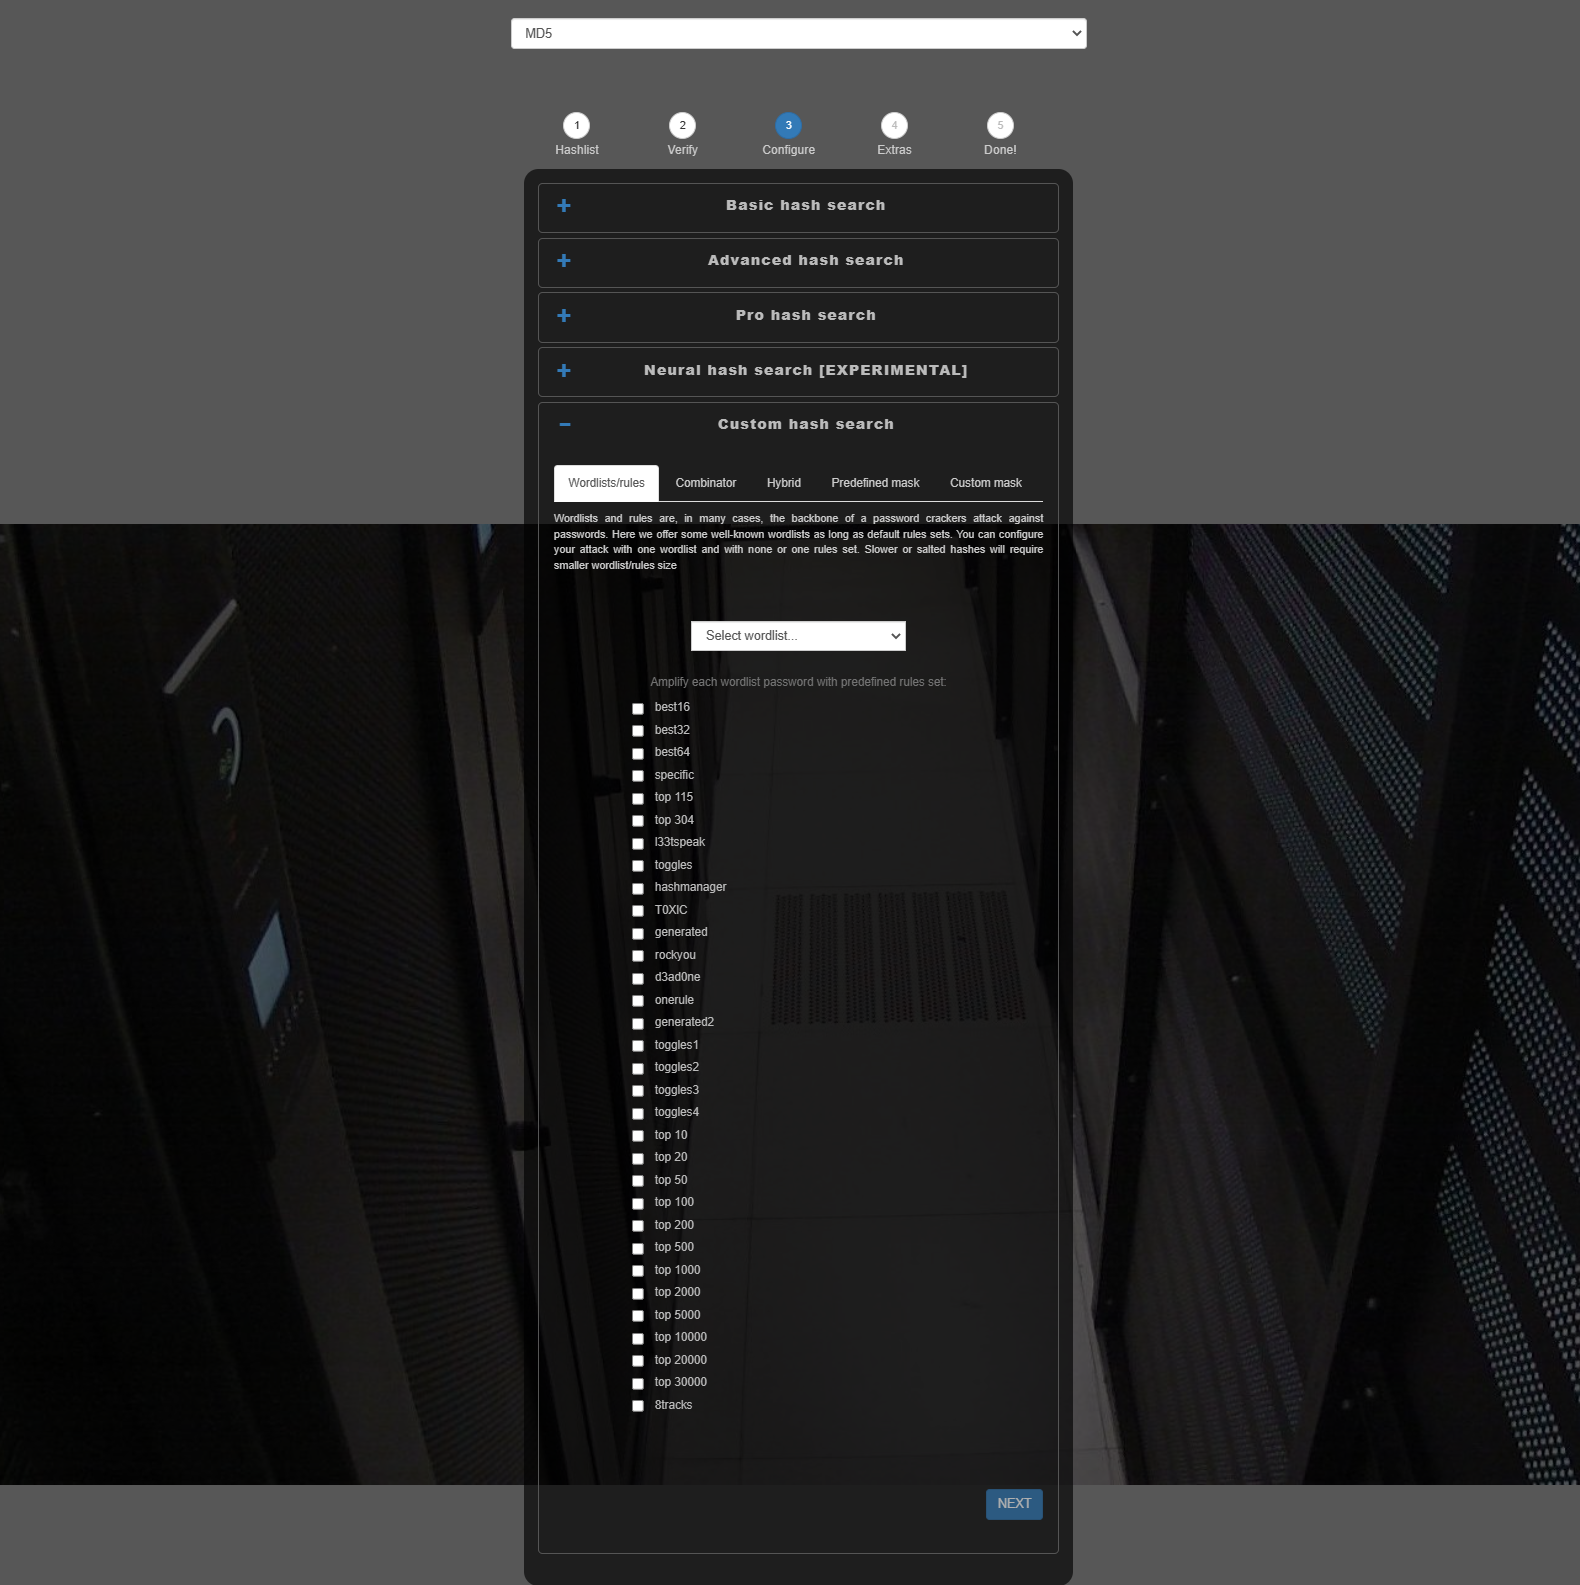 MD5
1
2
3
4
5
Hashlist
Verify
Configure
Extras
Done!
Basic hash search
Advanced hash search
Pro hash search
Neural hash search [EXPERIMENTAL]
Custom hash search
Wordlists/rules
Combinator
Hybrid
Predefined mask
Custom mask
Wordlists and rules are, in many cases, the backbone of a password crackers attack against
passwords. Here we offer some well-known wordlists as long as default rules sets. You can configure
your attack with one wordlist and with none or one rules set. Slower or salted hashes will require
smaller wordlist/rules size
Select wordlist...
Amplify each wordlist password with predefined rules set:
best16
best32
best64
specific
top 115
top 304
l33tspeak
toggles
hashmanager
T0XlC
generated
rockyou
d3ad0ne
onerule
generated2
toggles1
toggles2
toggles3
toggles4
top 10
top 20
top 50
top 100
top 200
top 500
top 1000
top 2000
top 5000
top 10000
top 20000
top 30000
8tracks
NEXT